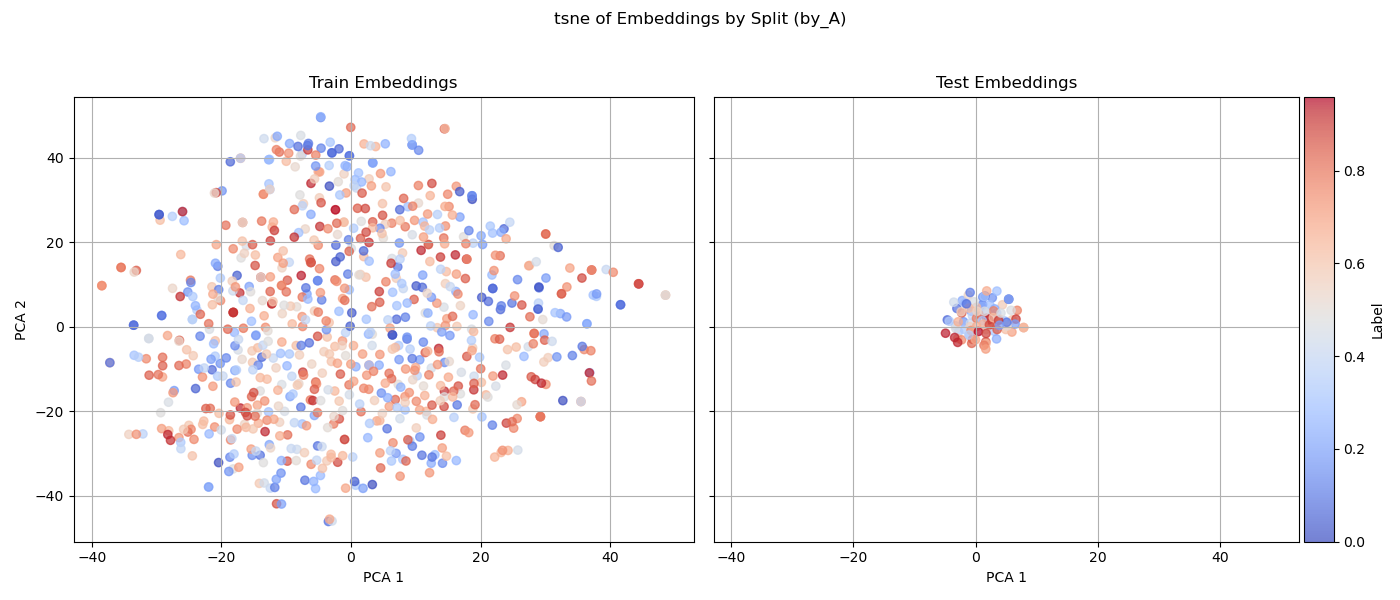 tsne of Embeddings by Split (by_A)
Train Embeddings
Test Embeddings
PCA 2
40
20
0
−20
−40
−40
−20
0
20
40
PCA 1
−40
−20
0
20
40
PCA 1
0.8
0.6
0.4
0.2
0.0
Label